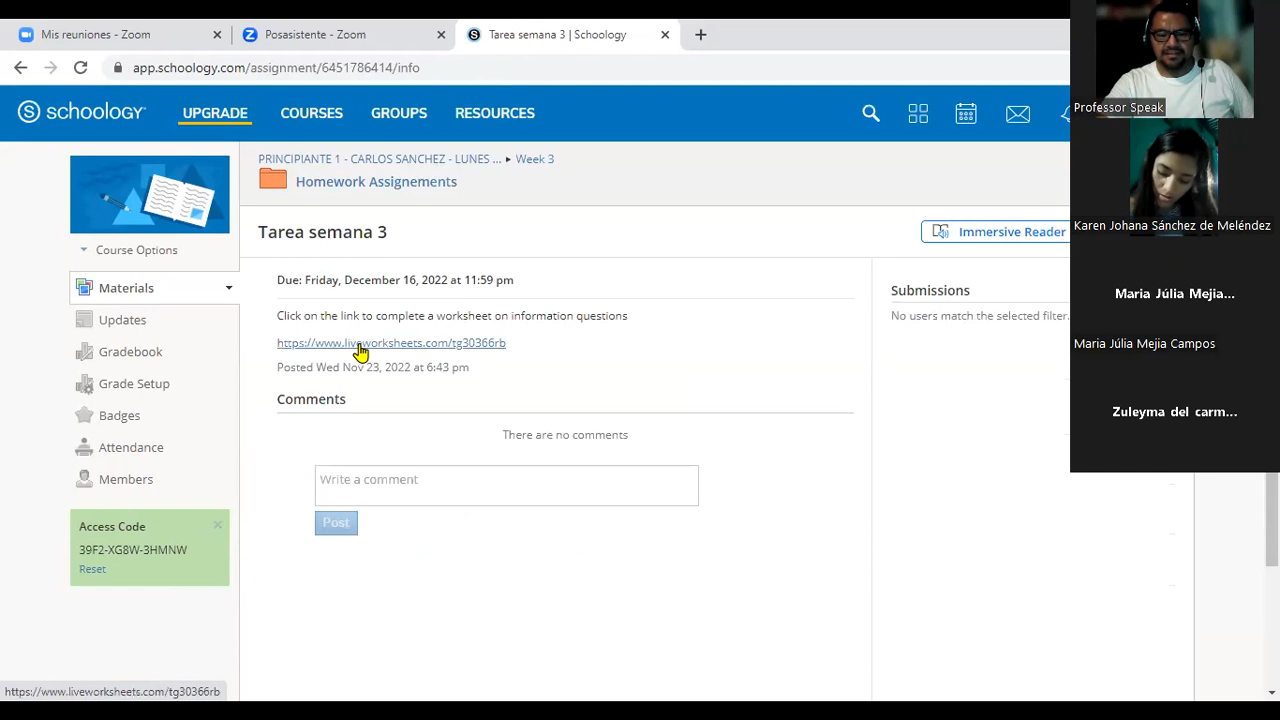 Mis reuniones - Zoom
Posasistente - Zoom
Tarea semana 3 | Schoology
app.schoology.com/assignment/6451786414/info
schoology
UPGRADE
COURSES
GROUPS
RESOURCES
PRINCIPIANTE 1 - CARLOS SANCHEZ - LUNES ... ▸ Week 3
Homework Assignements
Course Options
Materials
Updates
Gradebook
Grade Setup
Badges
Attendance
Members
Access Code
39F2-XG8W-3HMNW
Reset
Tarea semana 3
Immersive Reader
Due: Friday, December 16, 2022 at 11:59 pm
Click on the link to complete a worksheet on information questions
https://www.liveworksheets.com/tg30366rb
Posted Wed Nov 23, 2022 at 6:43 pm
Comments
There are no comments
Write a comment
Post
Submissions
No users match the selected filter.
Professor Speak
Karen Johana Sánchez de Meléndez
Maria Júlia Mejia...
Maria Júlia Mejia Campos
Zuleyma del carm...
https://www.liveworksheets.com/tg30366rb